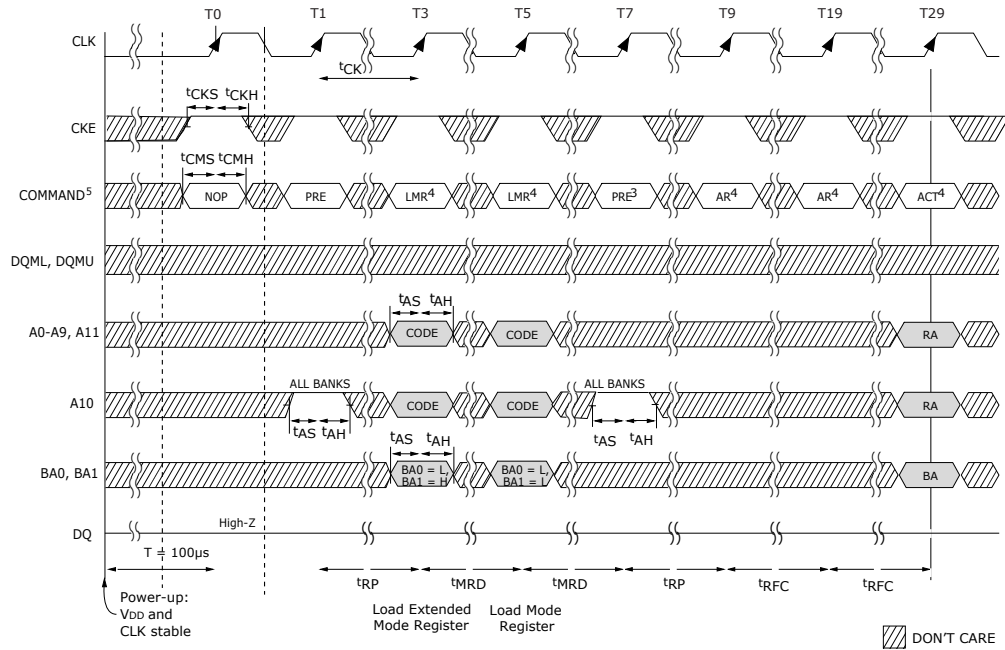 T0 T1 T3 T5 T7 T9 T19 T29
CLK
tCK
tCKS tCKH
CKE
tCMS tCMH
COMMAND5 NOP PRE LMR4 LMR4 PRE3 AR4 AR4 ACT4
DQML, DQMU
tAS tAH
A0-A9, A11 CODE CODE RA
ALL BANKS ALL BANKS
A10 CODE CODE RA
tAS tAH tAS tAH
tAS tAH
BA0, BA1 BA0 = L, BA1 = H BA0 = L, BA1 = L BA
High-Z
DQ
T = 100µs
tRP tMRD tMRD tRP tRFC tRFC
Power-up:
VDD and
CLK stable
Load Extended
Mode Register
Load Mode
Register
DON'T CARE